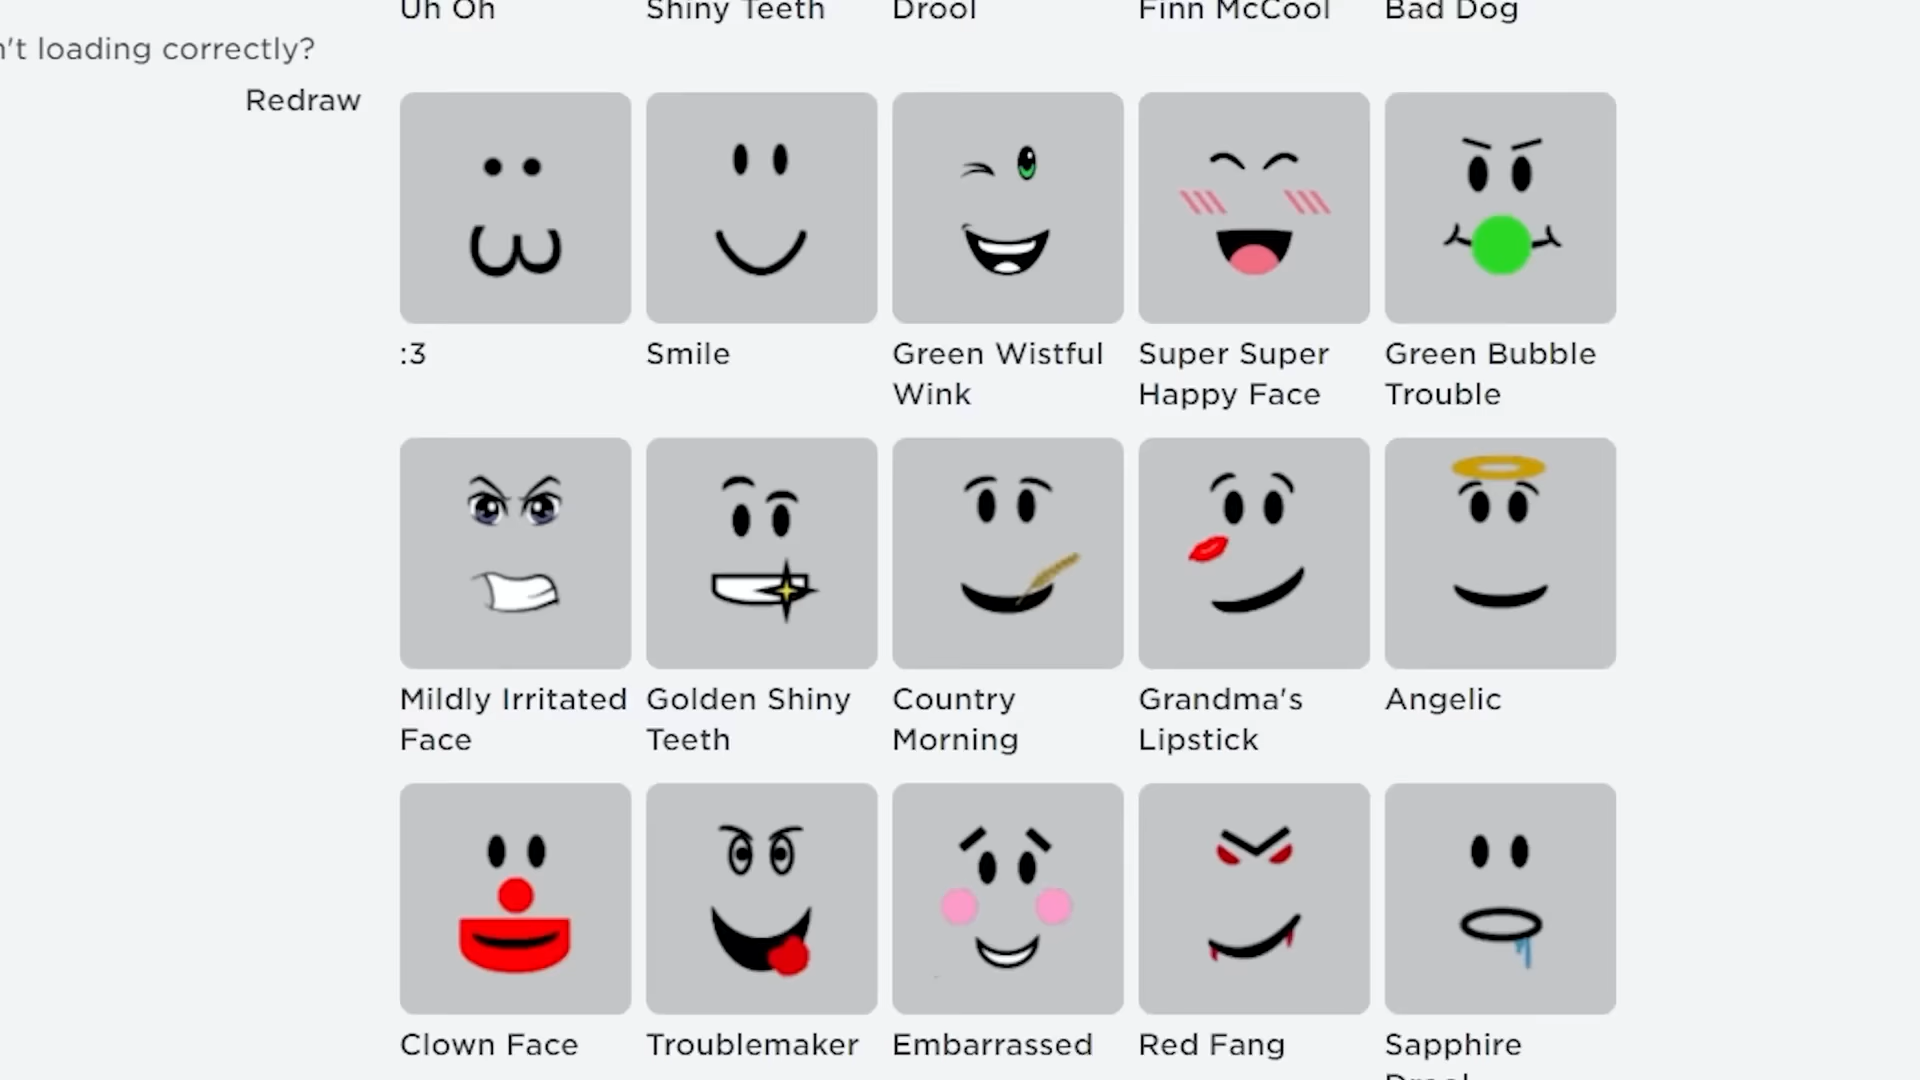 Uh Oh
Shiny Teeth
Drool
Finn McCool
Bad Dog
n't loading correctly?
Redraw
:3
Smile
Green Wistful
Wink
Super Super
Happy Face
Green Bubble
Trouble
Mildly Irritated
Face
Golden Shiny
Teeth
Country
Morning
Grandma's
Lipstick
Angelic
Clown Face
Troublemaker
Embarrassed
Red Fang
Sapphire
Drool